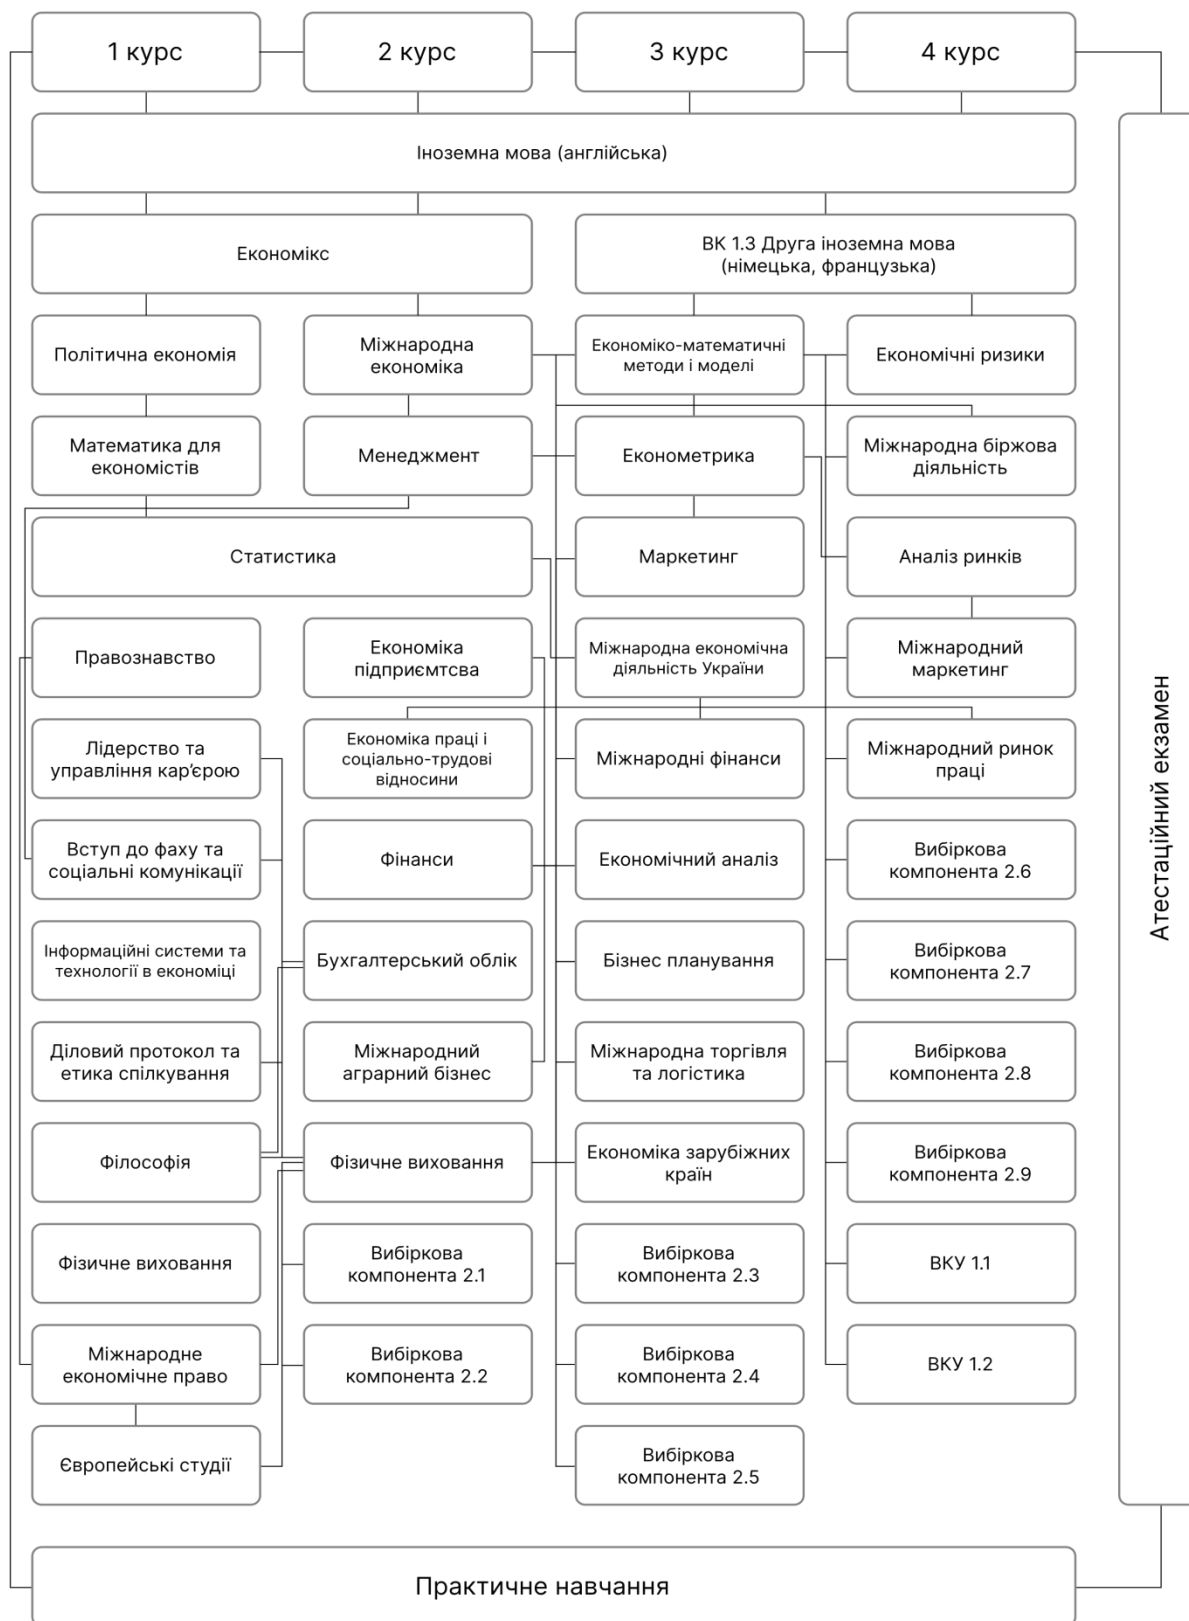 1 курс
2 курс
3 курс
4 курс
Іноземна мова (англійська)
Економікс
ВК 1.3 Друга іноземна мова
(німецька, французька)
Політична економія
Міжнародна
економіка
Економіко-математичні
методи і моделі
Економічні ризики
Математика для
економістів
Менеджмент
Економетрика
Міжнародна біржова
діяльність
Статистика
Маркетинг
Аналіз ринків
Правознавство
Економіка
підприємтсва
Міжнародна економічна
діяльність України
Міжнародний
маркетинг
Лідерство та
управління кар’єрою
Економіка праці і
соціально-трудові
відносини
Міжнародні фінанси
Міжнародний ринок
праці
Вступ до фаху та
соціальні комунікації
Фінанси
Економічний аналіз
Вибіркова
компонента 2.6
Інформаційні системи та
технології в економіці
Бухгалтерський облік
Бізнес планування
Вибіркова
компонента 2.7
Діловий протокол та
етика спілкування
Міжнародний
аграрний бізнес
Міжнародна торгівля
та логістика
Вибіркова
компонента 2.8
Філософія
Фізичне виховання
Економіка зарубіжних
країн
Вибіркова
компонента 2.9
Фізичне виховання
Вибіркова
компонента 2.1
Вибіркова
компонента 2.3
ВКУ 1.1
Міжнародне
економічне право
Вибіркова
компонента 2.2
Вибіркова
компонента 2.4
ВКУ 1.2
Європейські студії
Вибіркова
компонента 2.5
Атестаційний екзамен
Практичне навчання